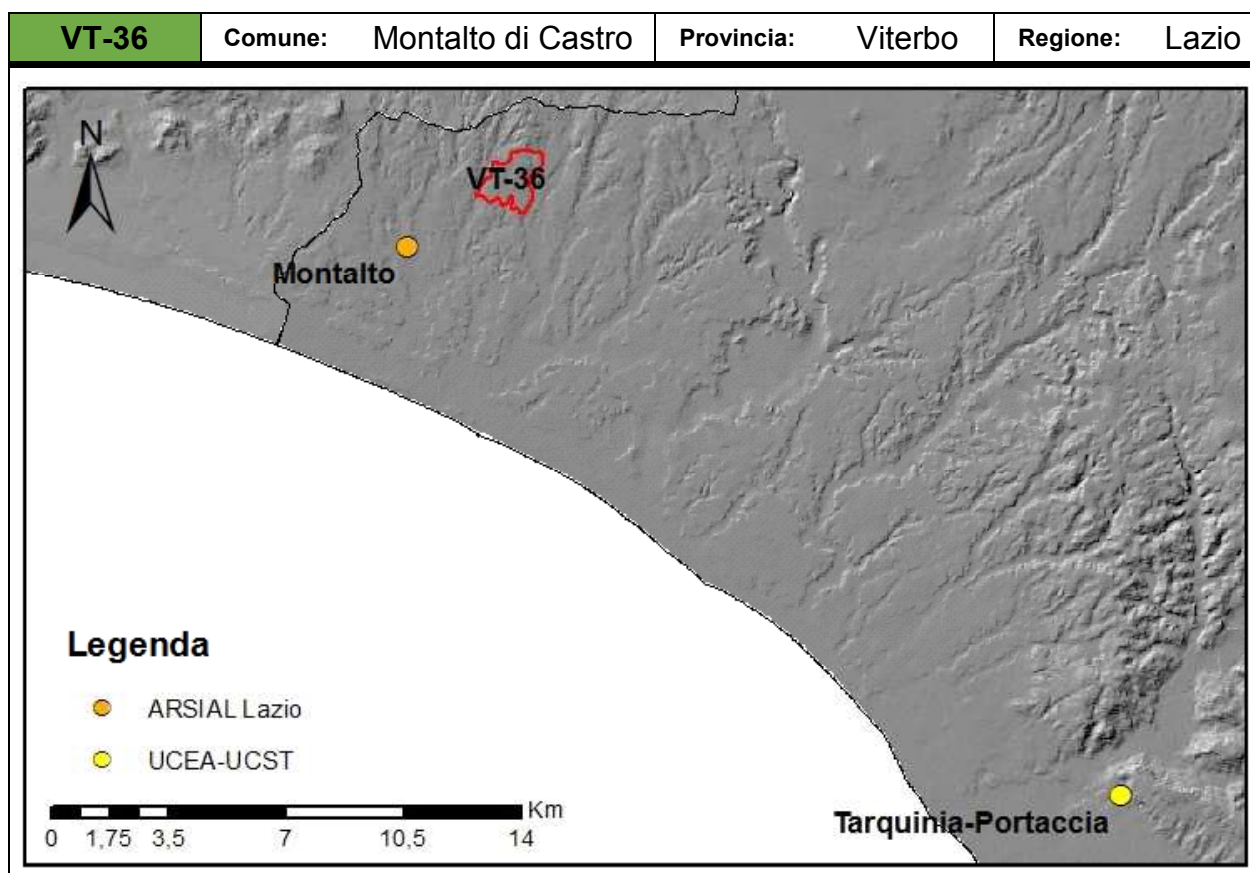 VT-36 Comune: Montalto di Castro Provincia: Viterbo Regione: Lazio
N
VT-36
Montalto
Legenda
ARSIAL Lazio
UCEA-UCST
Km
0 1,75 3,5 7 10,5 14
Tarquinia-Portaccia